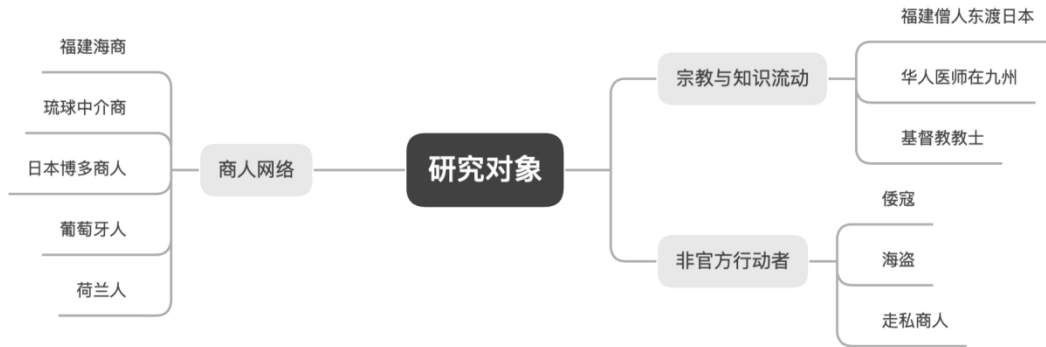 研究对象
商人网络
福建海商
琉球中介商
日本博多商人
葡萄牙人
荷兰人
宗教与知识流动
福建僧人东渡日本
华人医师在九州
基督教教士
非官方行动者
倭寇
海盗
走私商人